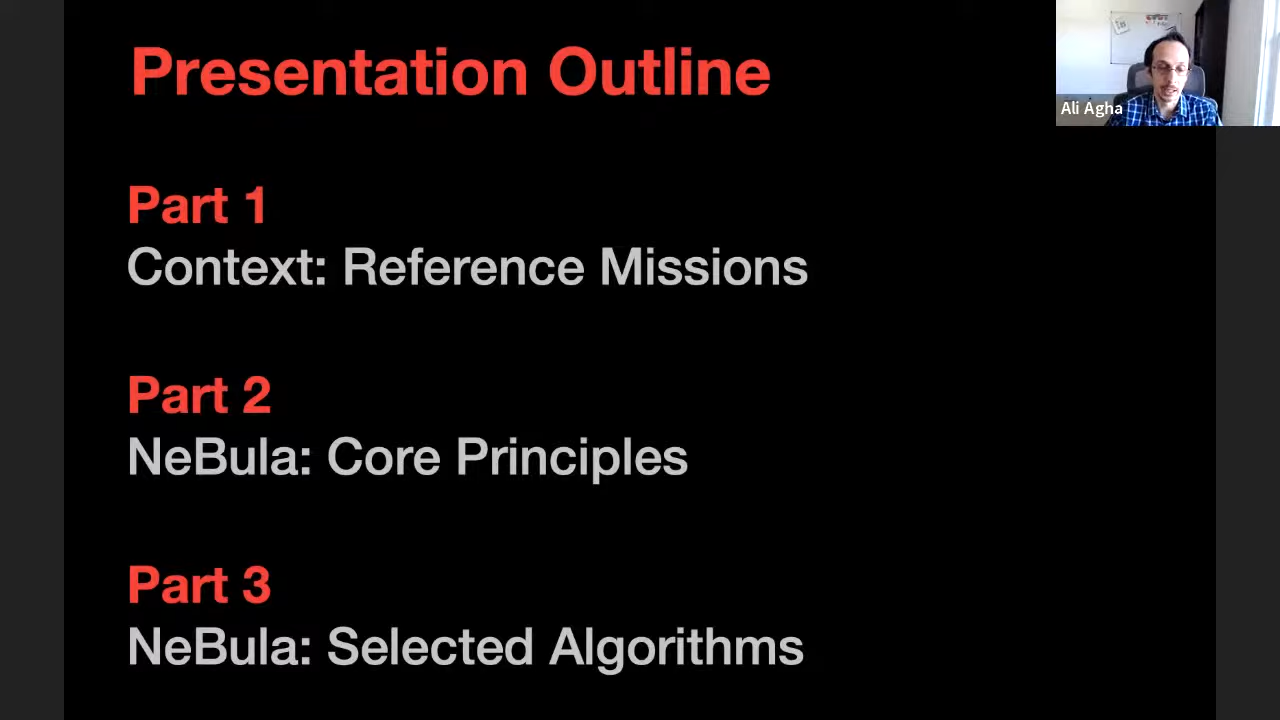 Presentation Outline
Ali Agha
Part 1
Context: Reference Missions
Part 2
NeBula: Core Principles
Part 3
NeBula: Selected Algorithms